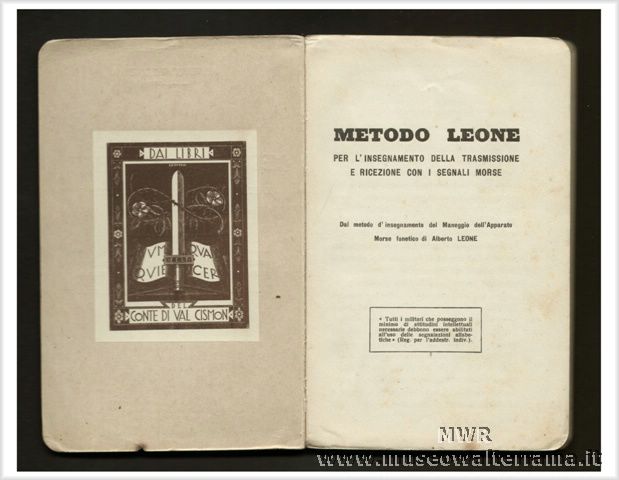 DAI LIBRI
DEL
CONTE DI VAL CISMON
METODO LEONE
PER L'INSEGNAMENTO DELLA TRASMISSIONE
E RICEZIONE CON I SEGNALI MORSE
Dal metodo d'insegnamento del Maneggio dell'Apparato
Morse fonetico di Alberto LEONE
« Tutti i militari che posseggono il
minimo di attitudini intellettuali
necessarie debbono essere abilitati
all'uso delle segnalazioni alfabe-
tiche » (Reg. per l'addestr. indiv.).
MWR
www.museowalterrama.it